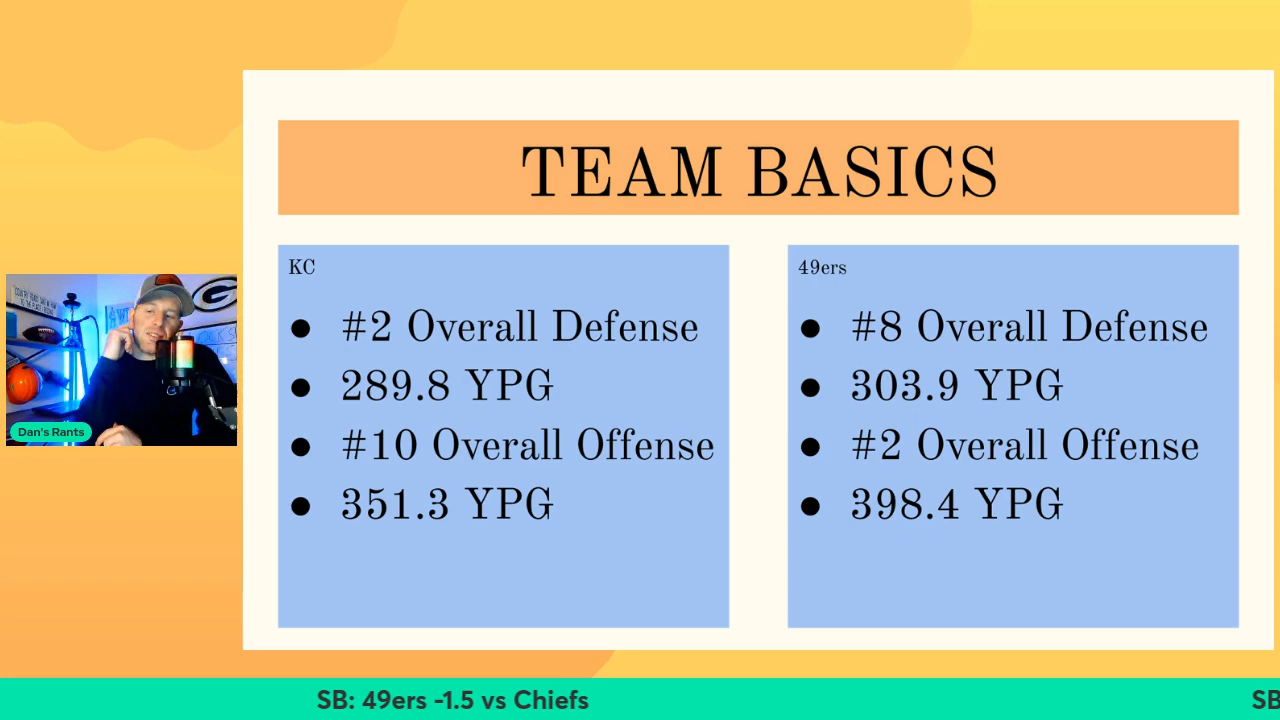 TEAM BASICS
KC
● #2 Overall Defense
● 289.8 YPG
● #10 Overall Offense
● 351.3 YPG
49ers
● #8 Overall Defense
● 303.9 YPG
● #2 Overall Offense
● 398.4 YPG
G
Dan's Rants
SB: 49ers -1.5 vs Chiefs
SB